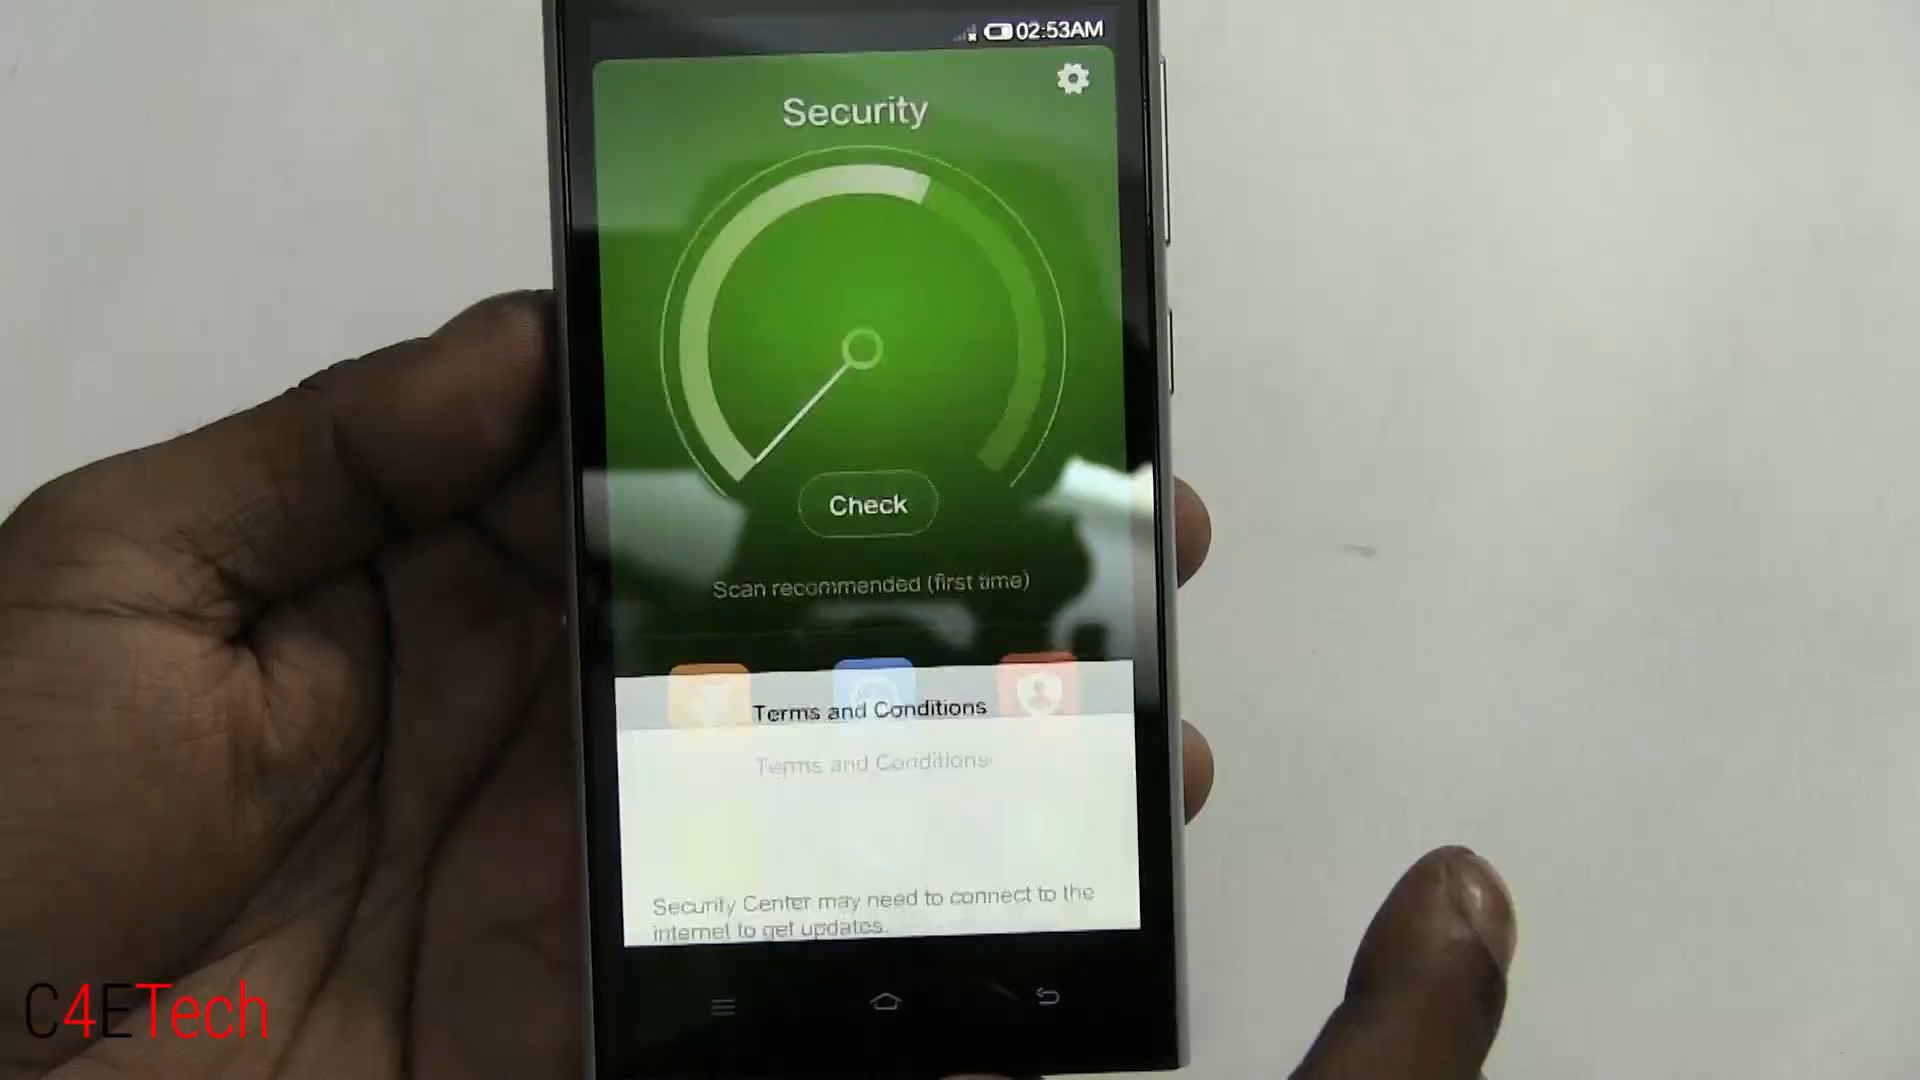 02:53AM
Security
Check
Scan recommended (first time)
Terms and Conditions
Terms and Conditions
Security Center may need to connect to the
internet to get updates.
C4ETech